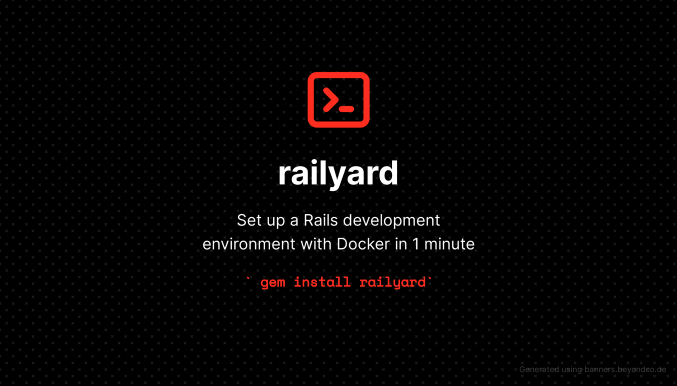 railyard
Set up a Rails development
environment with Docker in 1 minute
` gem install railyard`
Generated using banners.beyondco.de